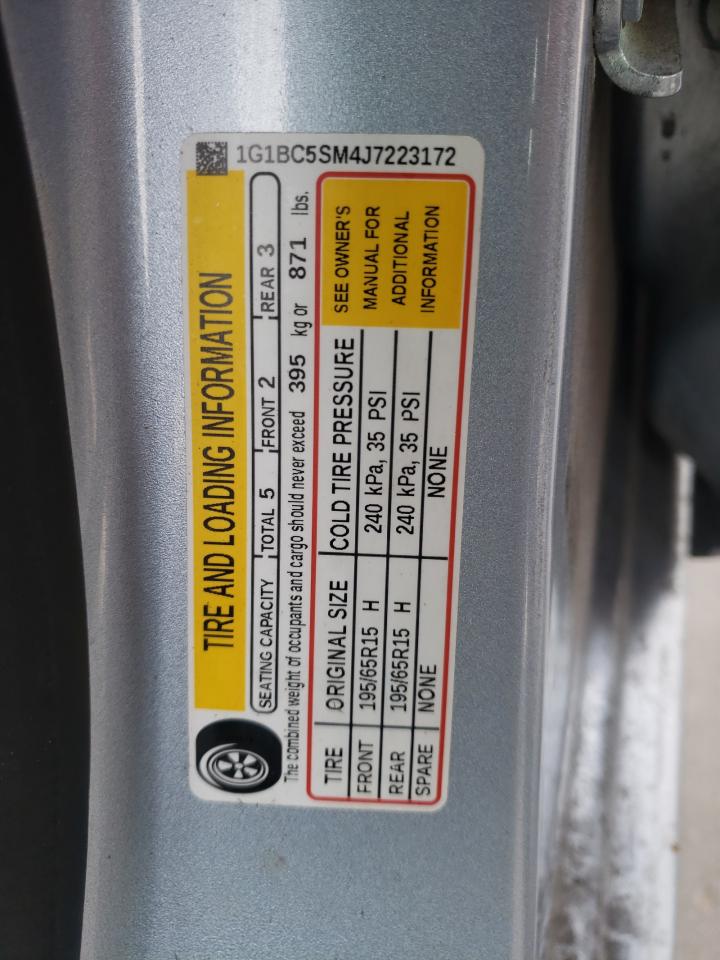 1G1BC5SM4J7223172
TIRE AND LOADING INFORMATION
SEATING CAPACITY TOTAL 5 FRONT 2 REAR 3
The combined weight of occupants and cargo should never exceed 395 kg or 871 lbs.
TIRE ORIGINAL SIZE COLD TIRE PRESSURE
FRONT 195/65R15 H 240 kPa, 35 PSI
REAR 195/65R15 H 240 kPa, 35 PSI
SPARE NONE NONE
SEE OWNER'S
MANUAL FOR
ADDITIONAL
INFORMATION